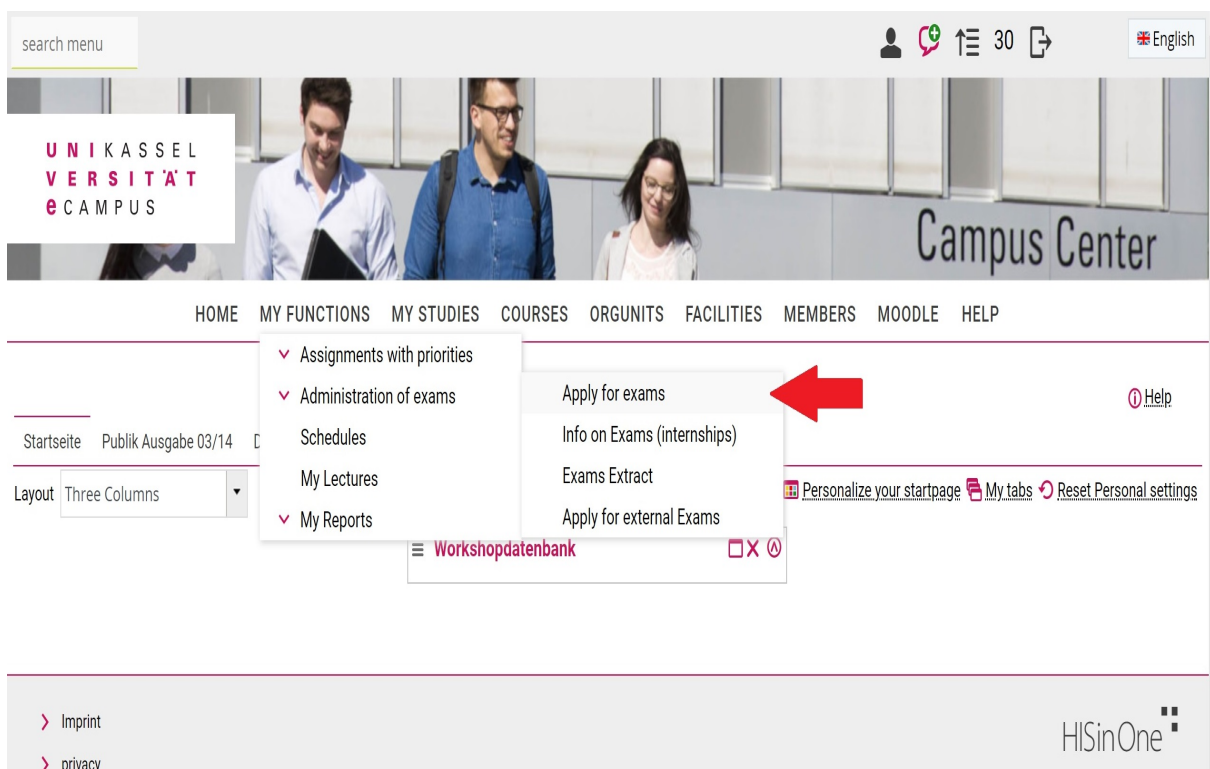 search menu
30
English
UNIKASSEL
VERSITÄT
eCAMPUS
Campus Center
HOME MY FUNCTIONS MY STUDIES COURSES ORGUNITS FACILITIES MEMBERS MOODLE HELP
Assignments with priorities
Administration of exams
Schedules
My Lectures
My Reports
Apply for exams
Info on Exams (internships)
Exams Extract
Apply for external Exams
Help
Startseite Publik Ausgabe 03/14 D
Layout Three Columns
Personalize your startpage My tabs Reset Personal settings
Workshopdatenbank
Imprint
privacy
HISinOne